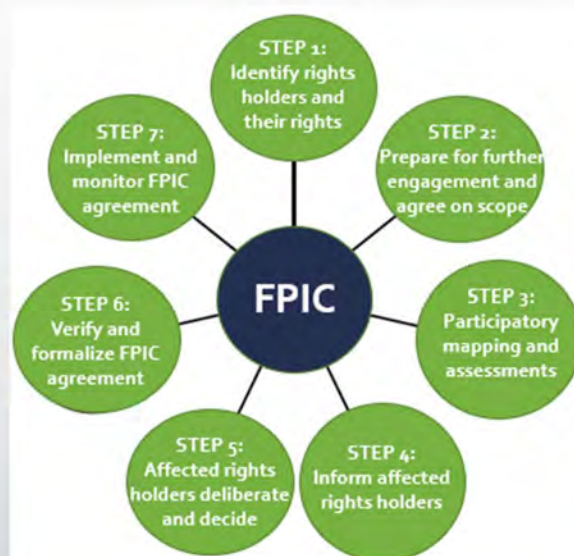 STEP 1:
Identify rights
holders and
their rights
STEP 2:
Prepare for further
engagement and
agree on scope
STEP 3:
Participatory
mapping and
assessments
STEP 4:
Inform affected
rights holders
STEP 5:
Affected rights
holders deliberate
and decide
STEP 6:
Verify and
formalize FPIC
agreement
STEP 7:
Implement and
monitor FPIC
agreement
FPIC